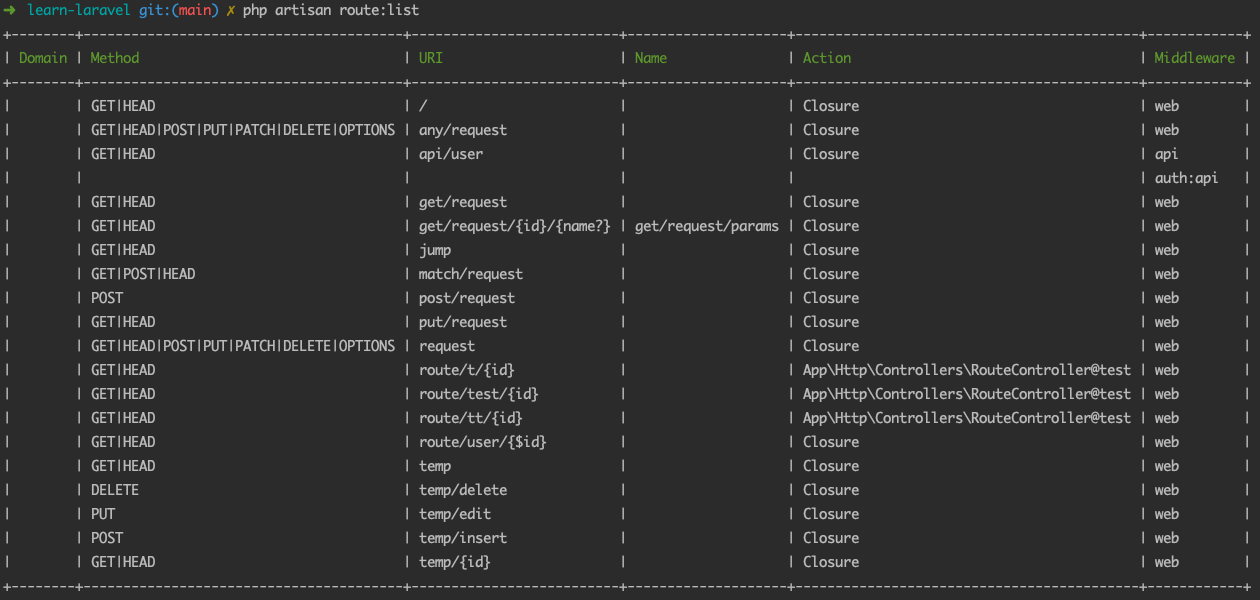 ➜ learn-laravel git:(main) ✗ php artisan route:list
+--------+----------------------------------------+--------------------------+--------------------+--------------------------------------------+------------+
| Domain | Method                                 | URI                      | Name               | Action                                     | Middleware |
+--------+----------------------------------------+--------------------------+--------------------+--------------------------------------------+------------+
|        | GET|HEAD                               | /                        |                    | Closure                                    | web        |
|        | GET|HEAD|POST|PUT|PATCH|DELETE|OPTIONS | any/request              |                    | Closure                                    | web        |
|        | GET|HEAD                               | api/user                 |                    | Closure                                    | api        |
|        |                                        |                          |                    |                                            | auth:api   |
|        | GET|HEAD                               | get/request              |                    | Closure                                    | web        |
|        | GET|HEAD                               | get/request/{id}/{name?} | get/request/params | Closure                                    | web        |
|        | GET|HEAD                               | jump                     |                    | Closure                                    | web        |
|        | GET|POST|HEAD                          | match/request            |                    | Closure                                    | web        |
|        | POST                                   | post/request             |                    | Closure                                    | web        |
|        | GET|HEAD                               | put/request              |                    | Closure                                    | web        |
|        | GET|HEAD|POST|PUT|PATCH|DELETE|OPTIONS | request                  |                    | Closure                                    | web        |
|        | GET|HEAD                               | route/t/{id}             |                    | App\Http\Controllers\RouteController@test | web        |
|        | GET|HEAD                               | route/test/{id}          |                    | App\Http\Controllers\RouteController@test | web        |
|        | GET|HEAD                               | route/tt/{id}            |                    | App\Http\Controllers\RouteController@test | web        |
|        | GET|HEAD                               | route/user/{$id}         |                    | Closure                                    | web        |
|        | GET|HEAD                               | temp                     |                    | Closure                                    | web        |
|        | DELETE                                 | temp/delete              |                    | Closure                                    | web        |
|        | PUT                                    | temp/edit                |                    | Closure                                    | web        |
|        | POST                                   | temp/insert              |                    | Closure                                    | web        |
|        | GET|HEAD                               | temp/{id}                |                    | Closure                                    | web        |
+--------+----------------------------------------+--------------------------+--------------------+--------------------------------------------+------------+